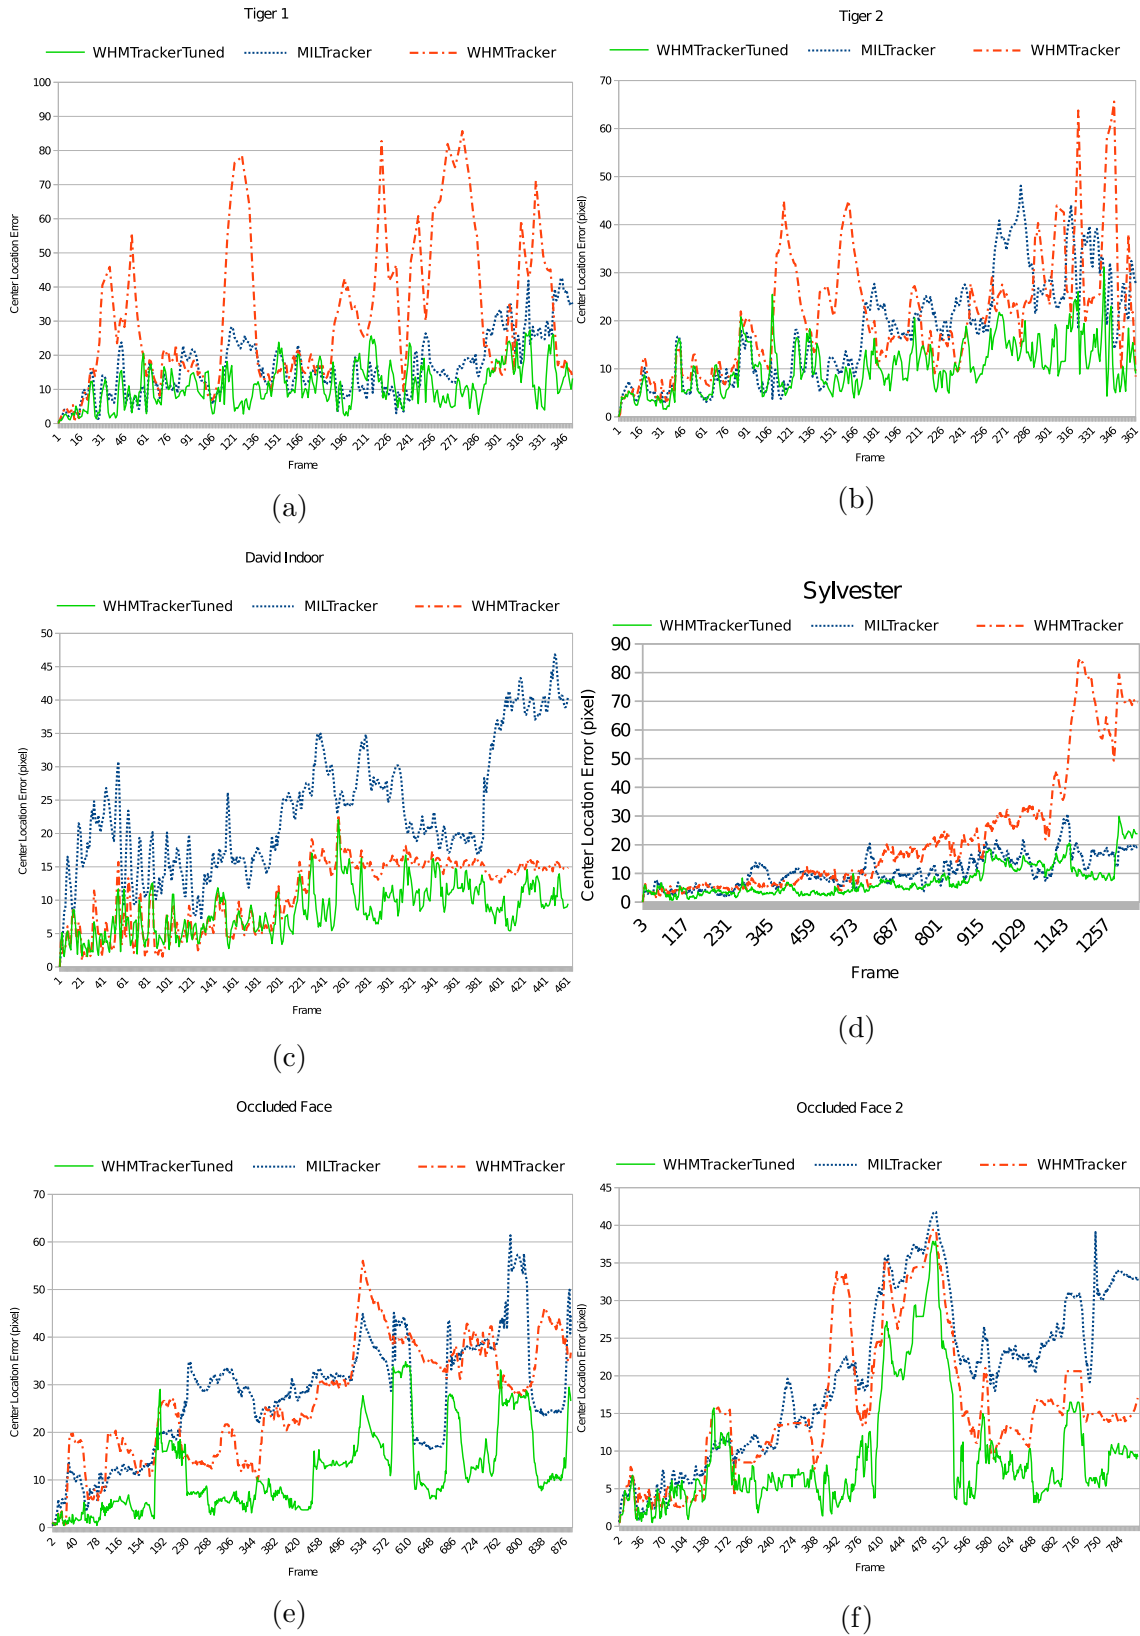 Tiger 1
WHMTrackerTuned MILTracker WHMTracker
Center Location Error
100
90
80
70
60
50
40
30
20
10
0
1 16 31 46 61 76 91 106 121 136 151 166 181 196 211 226 241 256 271 286 301 316 331 346
Frame
(a)
Tiger 2
WHMTrackerTuned MILTracker WHMTracker
Center Location Error (pixel)
70
60
50
40
30
20
10
0
1 16 31 46 61 76 91 106 121 136 151 166 181 196 211 226 241 256 271 286 301 316 331 346 361
Frame
(b)
David Indoor
WHMTrackerTuned MILTracker WHMTracker
Center Location Error (pixel)
50
45
40
35
30
25
20
15
10
5
0
1 21 41 61 81 101 121 141 161 181 201 221 241 261 281 301 321 341 361 381 401 421 441 461
Frame
(c)
Sylvester
WHMTrackerTuned MILTracker WHMTracker
Center Location Error (pixel)
90
80
70
60
50
40
30
20
10
0
3 117 231 345 459 573 687 801 915 1029 1143 1257
Frame
(d)
Occluded Face
WHMTrackerTuned MILTracker WHMTracker
Center Location Error (pixel)
70
60
50
40
30
20
10
0
2 40 78 116 154 192 230 268 306 344 382 420 458 496 534 572 610 648 686 724 762 800 838 876
Frame
(e)
Occluded Face 2
WHMTrackerTuned MILTracker WHMTracker
Center Location Error (pixel)
45
40
35
30
25
20
15
10
5
0
2 36 70 104 138 172 206 240 274 308 342 376 410 444 478 512 546 580 614 648 682 716 750 784
Frame
(f)